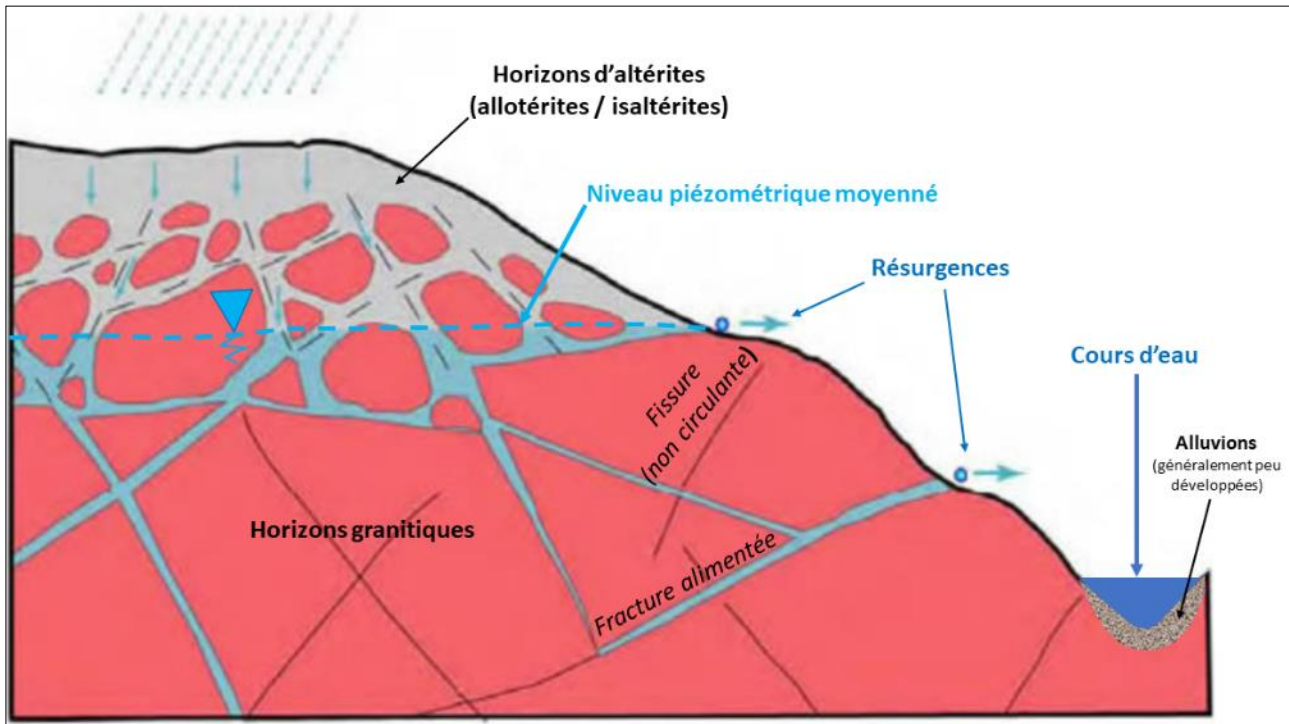 Horizons d'altérites
(allotérites / isaltérites)
Niveau piézométrique moyenné
Résurgences
Cours d'eau
Alluvions
(généralement peu
développées)
Fissure
(non circulante)
Horizons granitiques
Fracture alimentée